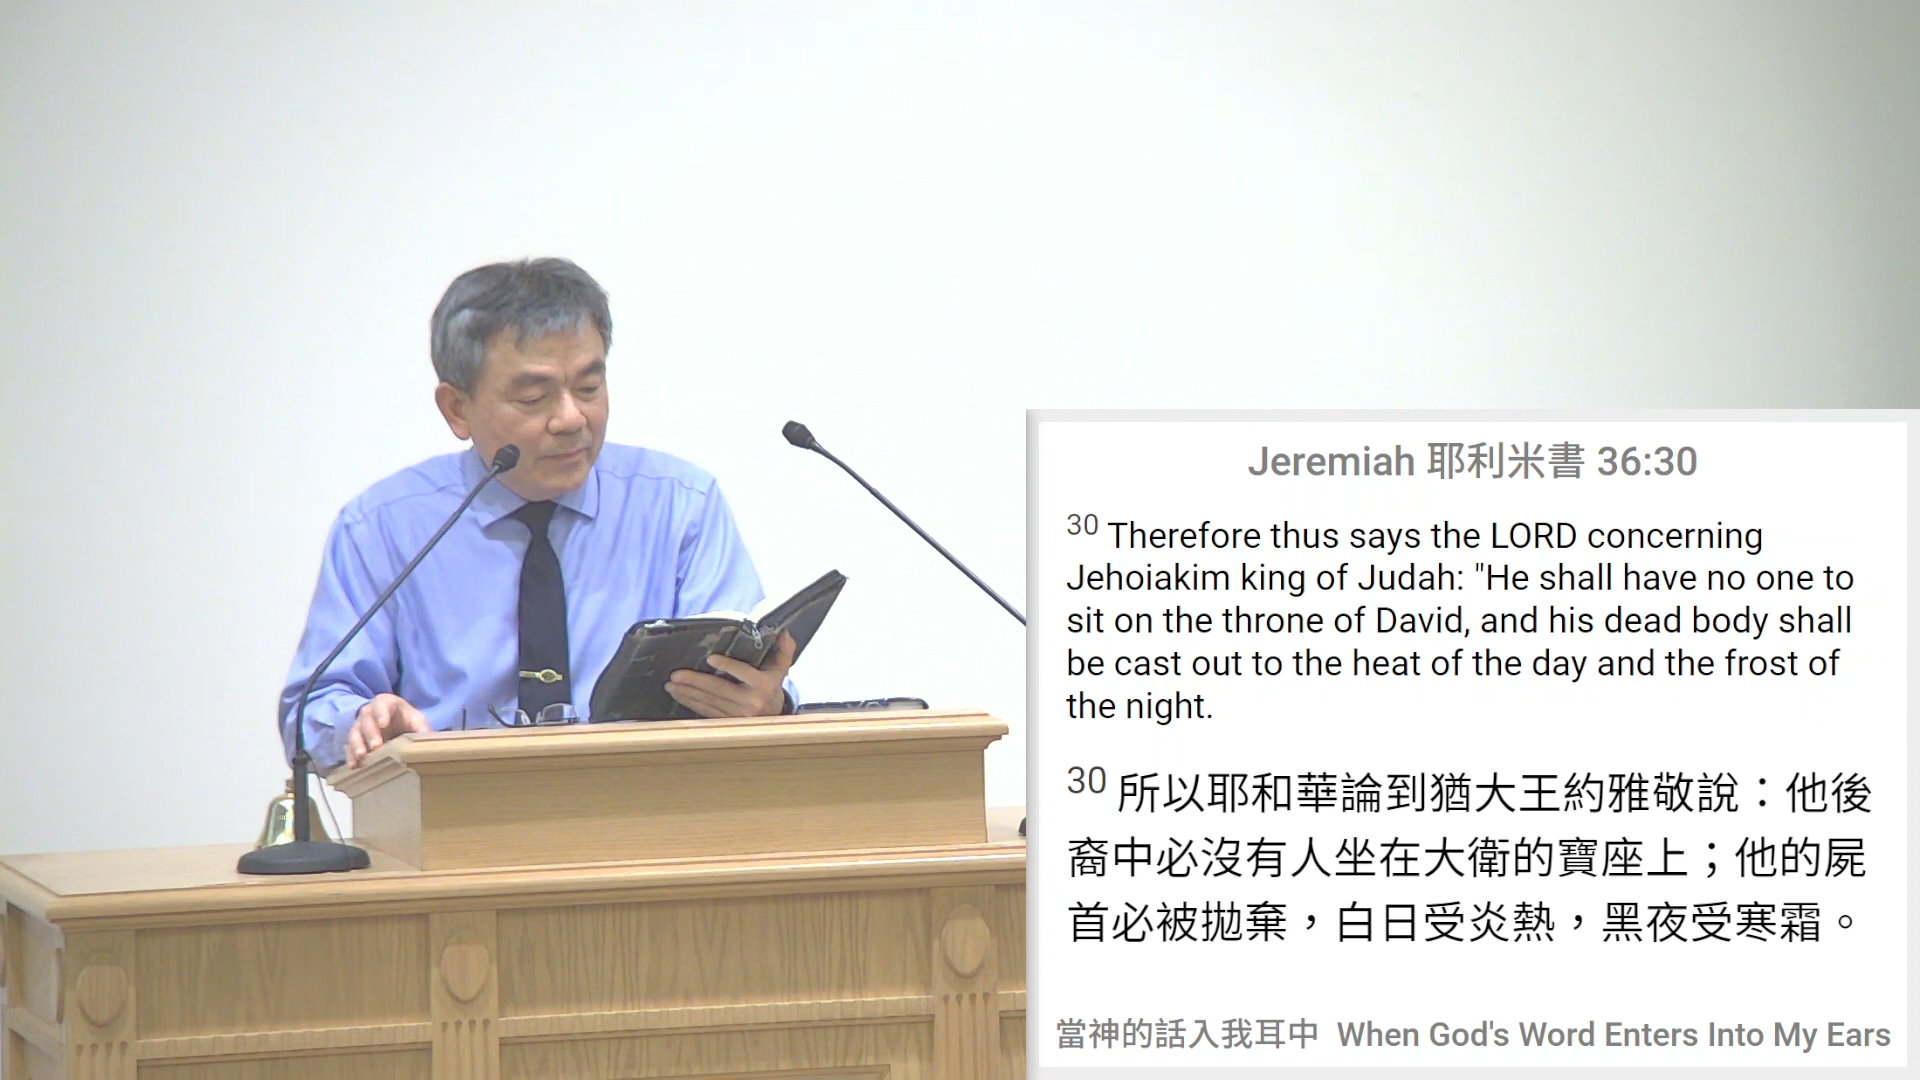 Jeremiah 耶利米書 36:30
30 Therefore thus says the LORD concerning
Jehoiakim king of Judah: "He shall have no one to
sit on the throne of David, and his dead body shall
be cast out to the heat of the day and the frost of
the night.
30 所以耶和華論到猶大王約雅敬說：他後
裔中必沒有人坐在大衛的寶座上；他的屍
首必被拋棄，白日受炎熱，黑夜受寒霜。
當神的話入我耳中 When God's Word Enters Into My Ears